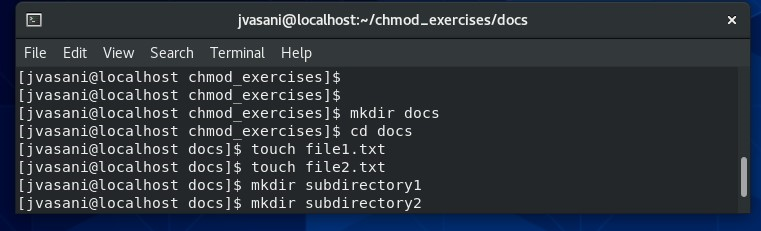 jvasani@localhost:~/chmod_exercises/docs
File Edit View Search Terminal Help
[jvasani@localhost chmod_exercises]$
[jvasani@localhost chmod_exercises]$
[jvasani@localhost chmod_exercises]$ mkdir docs
[jvasani@localhost chmod_exercises]$ cd docs
[jvasani@localhost docs]$ touch file1.txt
[jvasani@localhost docs]$ touch file2.txt
[jvasani@localhost docs]$ mkdir subdirectory1
[jvasani@localhost docs]$ mkdir subdirectory2